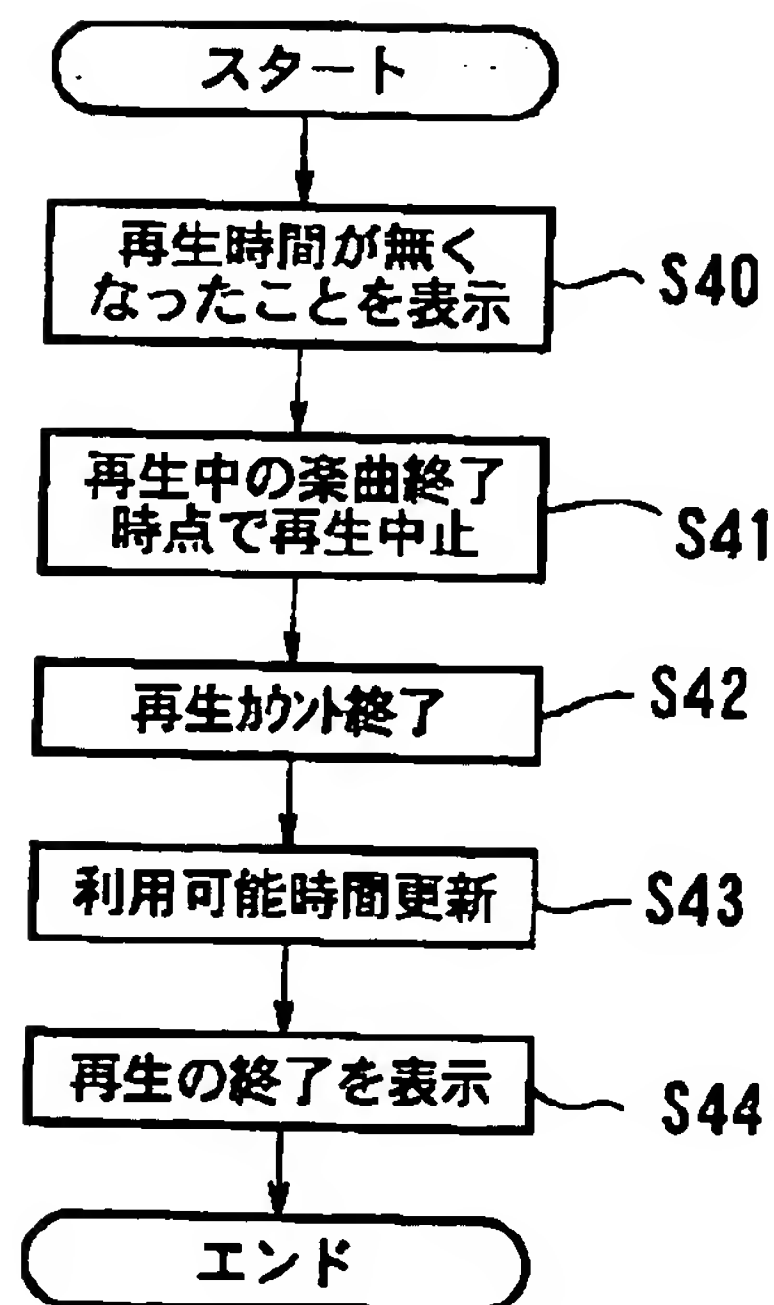 スタート
再生時間が無く
なったことを表示
S40
再生中の楽曲終了
時点で再生中止
S41
再生ｶｳﾝﾄ終了
S42
利用可能時間更新
S43
再生の終了を表示
S44
エンド